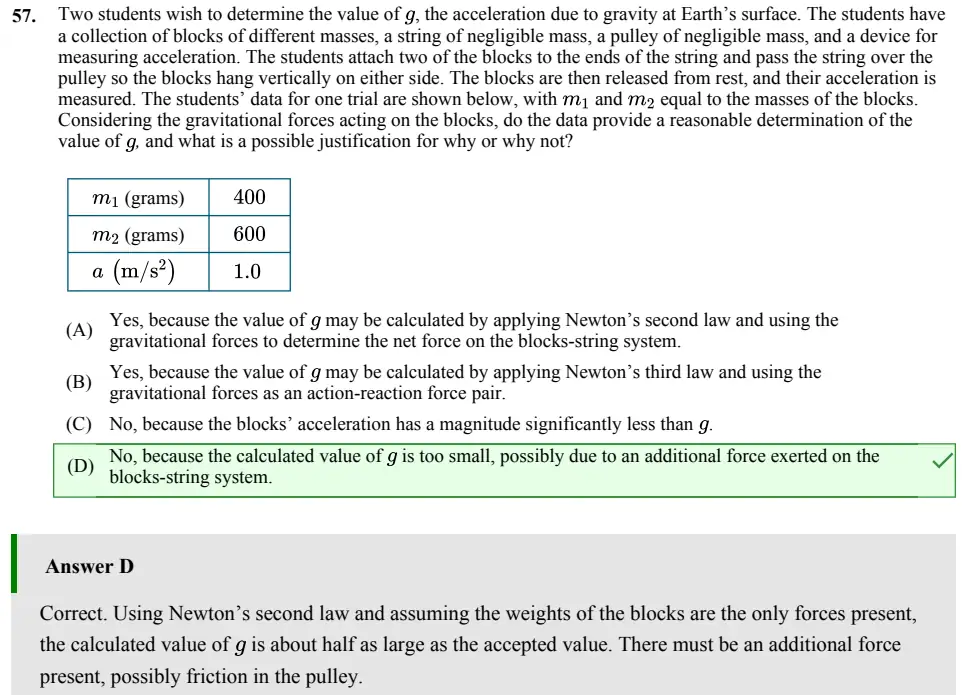 57. Two students wish to determine the value of g, the acceleration due to gravity at Earth’s surface. The students have
a collection of blocks of different masses, a string of negligible mass, a pulley of negligible mass, and a device for
measuring acceleration. The students attach two of the blocks to the ends of the string and pass the string over the
pulley so the blocks hang vertically on either side. The blocks are then released from rest, and their acceleration is
measured. The students’ data for one trial are shown below, with m₁ and m₂ equal to the masses of the blocks.
Considering the gravitational forces acting on the blocks, do the data provide a reasonable determination of the
value of g, and what is a possible justification for why or why not?
m₁ (grams) 400
m₂ (grams) 600
a (m/s²) 1.0
(A) Yes, because the value of g may be calculated by applying Newton’s second law and using the
gravitational forces to determine the net force on the blocks-string system.
(B) Yes, because the value of g may be calculated by applying Newton’s third law and using the
gravitational forces as an action-reaction force pair.
(C) No, because the blocks’ acceleration has a magnitude significantly less than g.
(D) No, because the calculated value of g is too small, possibly due to an additional force exerted on the
blocks-string system.
Answer D
Correct. Using Newton’s second law and assuming the weights of the blocks are the only forces present,
the calculated value of g is about half as large as the accepted value. There must be an additional force
present, possibly friction in the pulley.